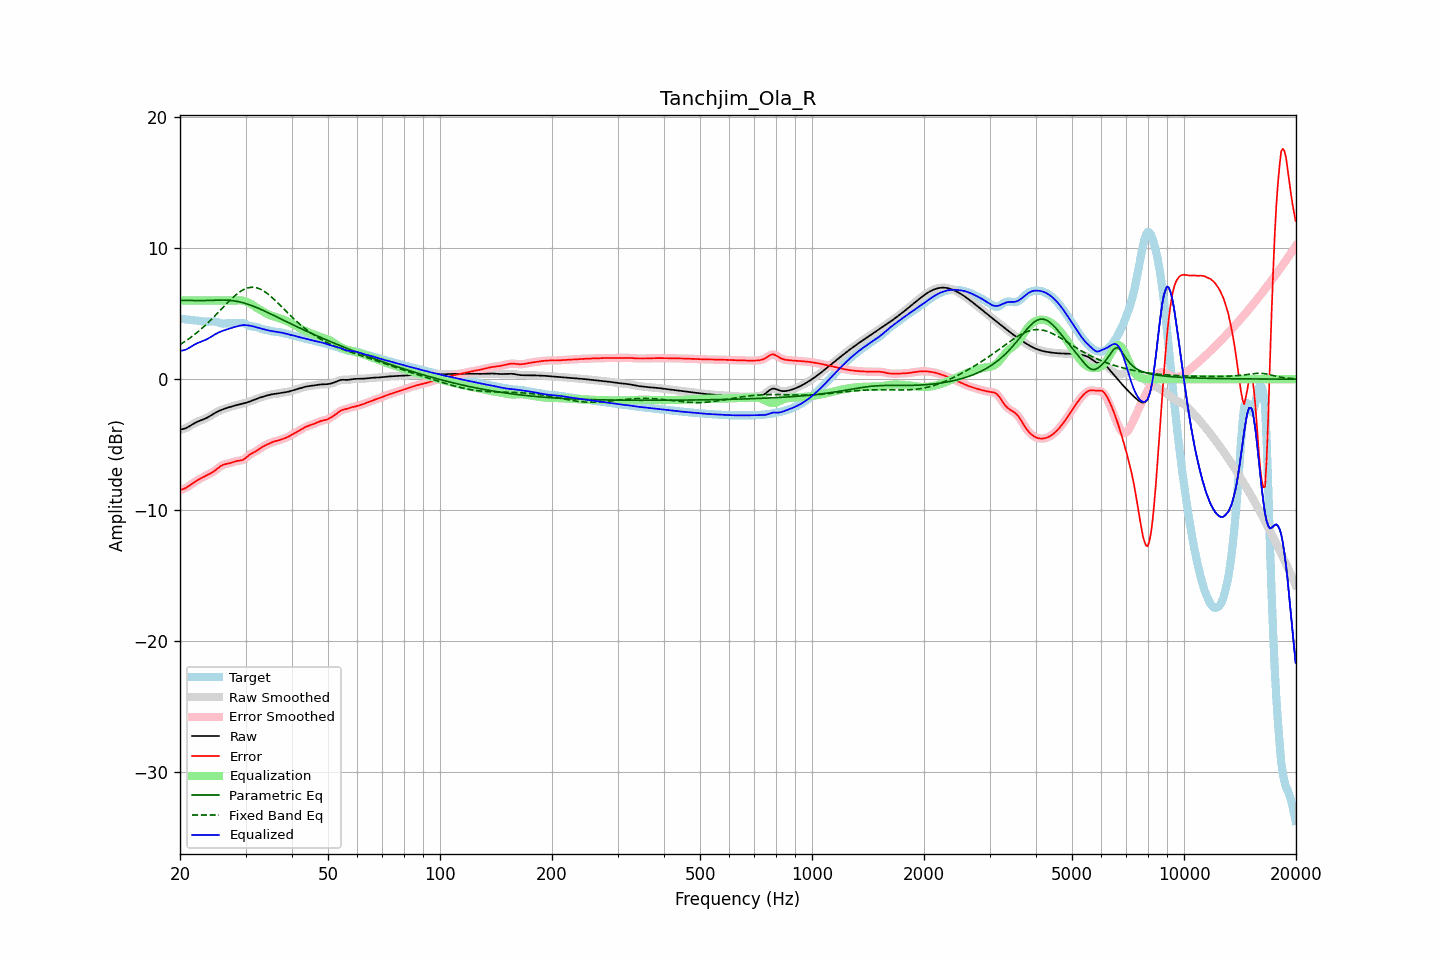 Tanchjim_Ola_R
20
10
0
−10
−20
−30
Amplitude (dBr)
Target
Raw Smoothed
Error Smoothed
Raw
Error
Equalization
Parametric Eq
Fixed Band Eq
Equalized
20 50 100 200 500 1000 2000 5000 10000 20000
Frequency (Hz)